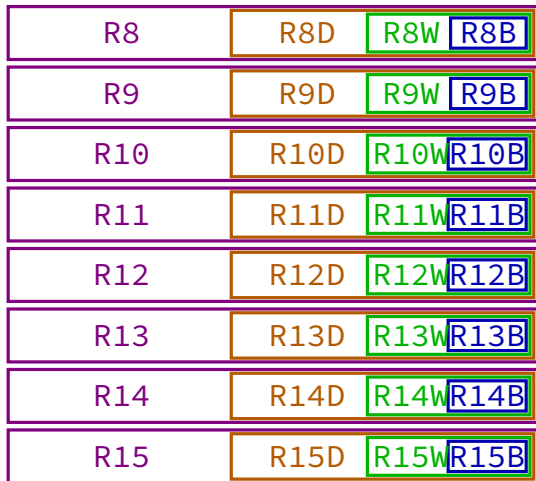 R8 R8D R8W R8B
R9 R9D R9W R9B
R10 R10D R10W R10B
R11 R11D R11W R11B
R12 R12D R12W R12B
R13 R13D R13W R13B
R14 R14D R14W R14B
R15 R15D R15W R15B